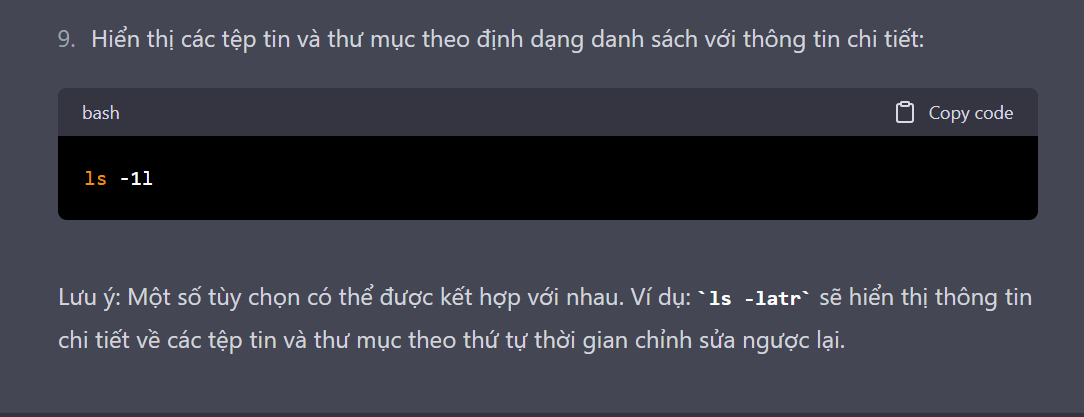 9. Hiển thị các tệp tin và thư mục theo định dạng danh sách với thông tin chi tiết:
bash Copy code
ls -1l
Lưu ý: Một số tùy chọn có thể được kết hợp với nhau. Ví dụ: `ls -latr` sẽ hiển thị thông tin
chi tiết về các tệp tin và thư mục theo thứ tự thời gian chỉnh sửa ngược lại.